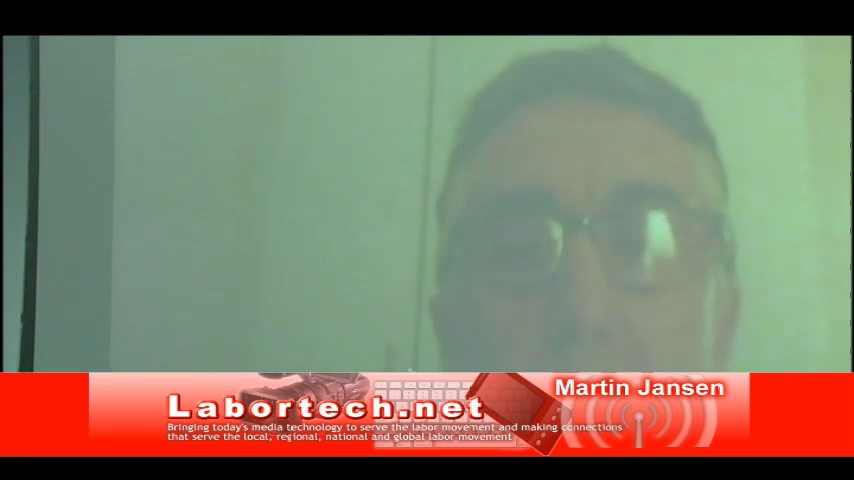 Martin Jansen
Labortech.net
Bringing today's media technology to serve the labor movement and making connections
that serve the local, regional, national and global labor movement